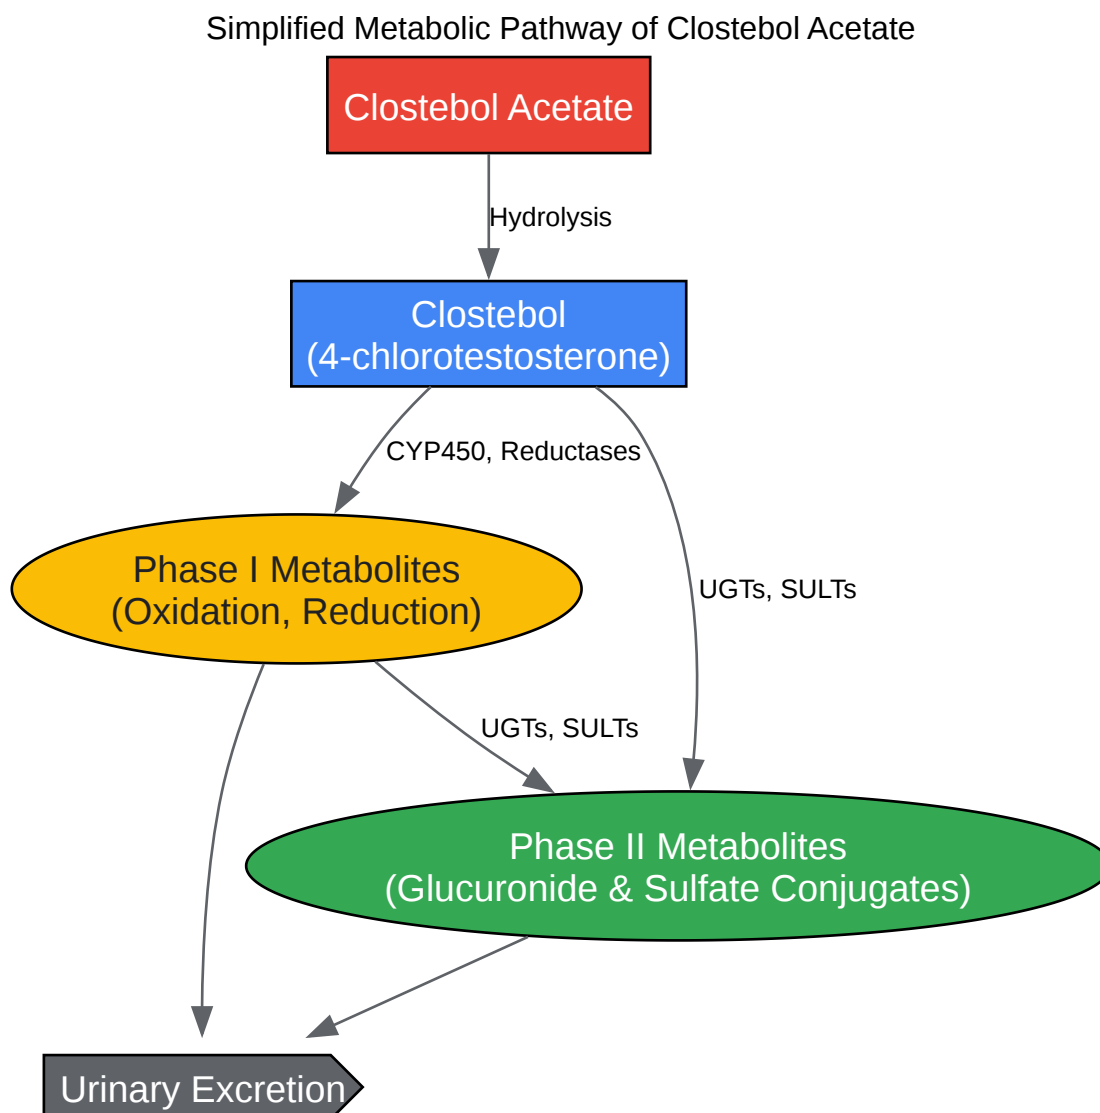 Simplified Metabolic Pathway of Clostebol Acetate
Clostebol Acetate
Hydrolysis
Clostebol
(4-chlorotestosterone)
CYP450, Reductases
Phase I Metabolites
(Oxidation, Reduction)
UGTs, SULTs
UGTs, SULTs
Phase II Metabolites
(Glucuronide & Sulfate Conjugates)
Urinary Excretion